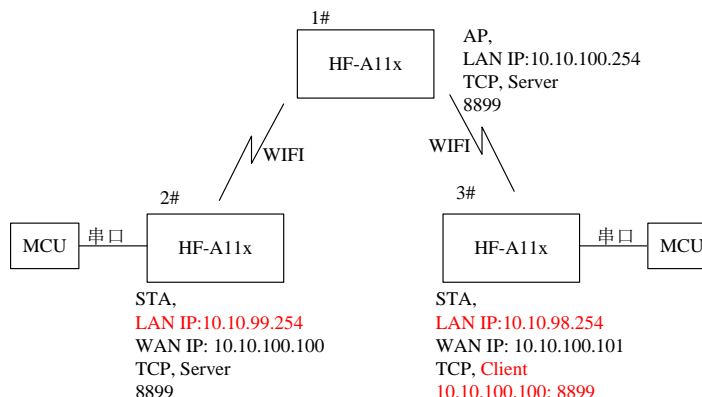 1#
HF-A11x
AP,
LAN IP:10.10.100.254
TCP, Server
8899
WIFI
WIFI
2#
3#
MCU
串口
HF-A11x
HF-A11x
串口
MCU
STA,
LAN IP:10.10.99.254
WAN IP: 10.10.100.100
TCP, Server
8899
STA,
LAN IP:10.10.98.254
WAN IP: 10.10.100.101
TCP, Client
10.10.100.100: 8899